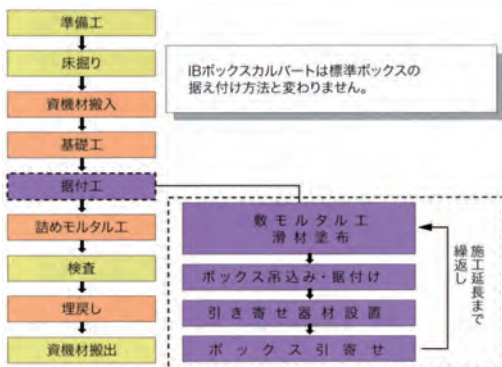 準備工
床掘り
資機材搬入
基礎工
据付工
詰めモルタル工
検査
埋戻し
資機材搬出
IBボックスカルバートは標準ボックスの
据え付け方法と変わりません。
敷モルタル工
滑材塗布
ボックス吊込み・据付け
引き寄せ器材設置
ボックス引寄せ
施工延長まで
繰返し